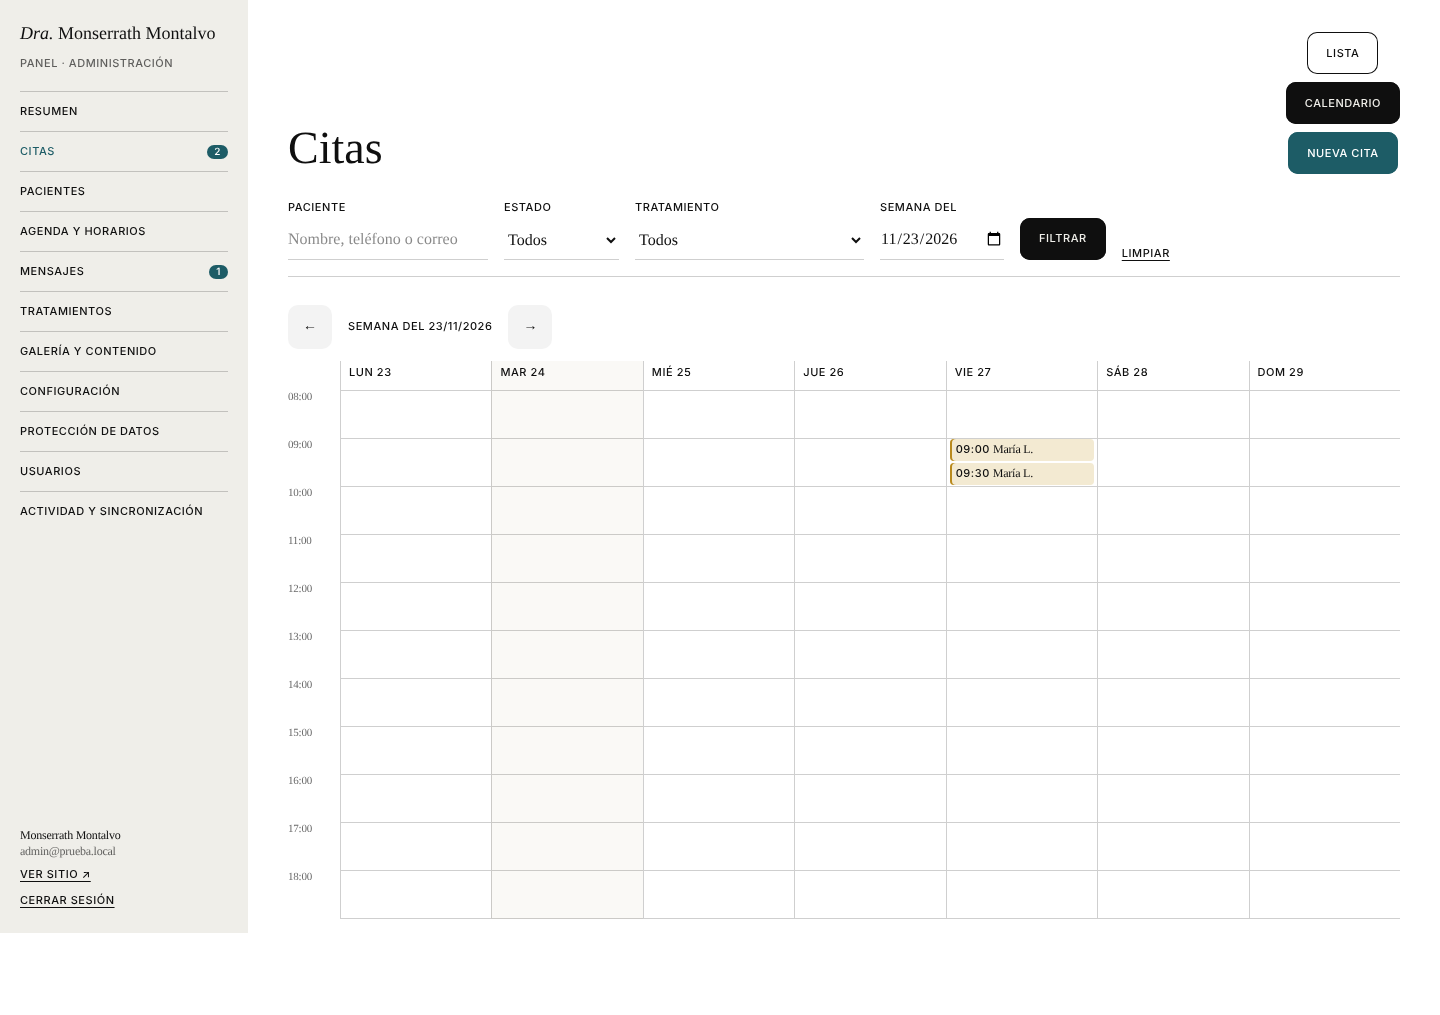 Dra. Monserrath Montalvo
PANEL · ADMINISTRACIÓN
RESUMEN
CITAS 2
PACIENTES
AGENDA Y HORARIOS
MENSAJES 1
TRATAMIENTOS
GALERÍA Y CONTENIDO
CONFIGURACIÓN
PROTECCIÓN DE DATOS
USUARIOS
ACTIVIDAD Y SINCRONIZACIÓN
Monserrath Montalvo
admin@prueba.local
VER SITIO ↗
CERRAR SESIÓN
LISTA
CALENDARIO
NUEVA CITA
Citas
PACIENTE ESTADO TRATAMIENTO SEMANA DEL
Nombre, teléfono o correo Todos Todos 11/23/2026 FILTRAR LIMPIAR
← SEMANA DEL 23/11/2026 →
LUN 23 MAR 24 MIÉ 25 JUE 26 VIE 27 SÁB 28 DOM 29
08:00
09:00
09:00 María L.
09:30 María L.
10:00
11:00
12:00
13:00
14:00
15:00
16:00
17:00
18:00